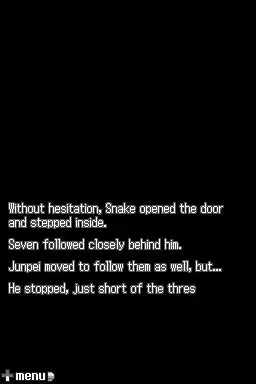 Without hesitation, Snake opened the door
and stepped inside.
Seven followed closely behind him.
Junpei moved to follow them as well, but...
He stopped, just short of the thres
menu